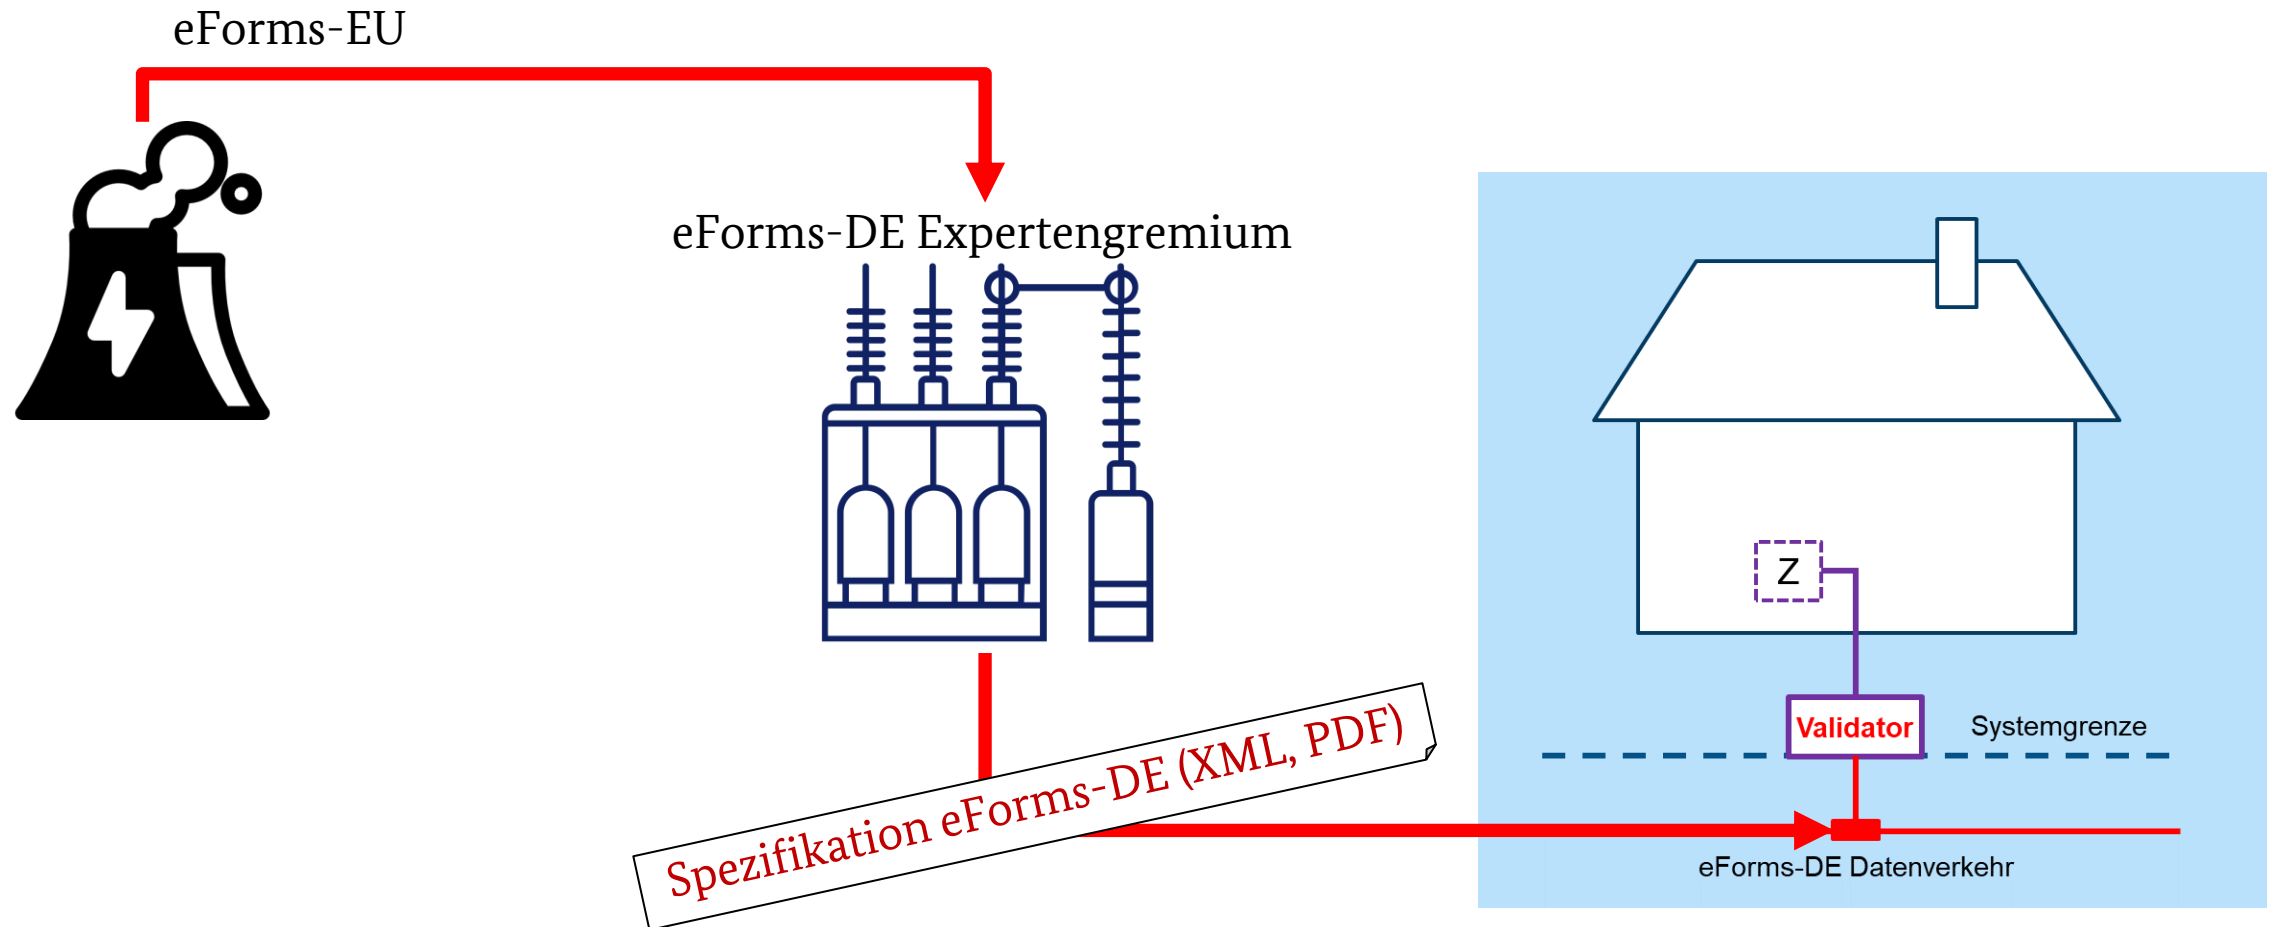 eForms-EU
eForms-DE Expertengremium
Z
Validator
Systemgrenze
Spezifikation eForms-DE (XML, PDF)
eForms-DE Datenverkehr